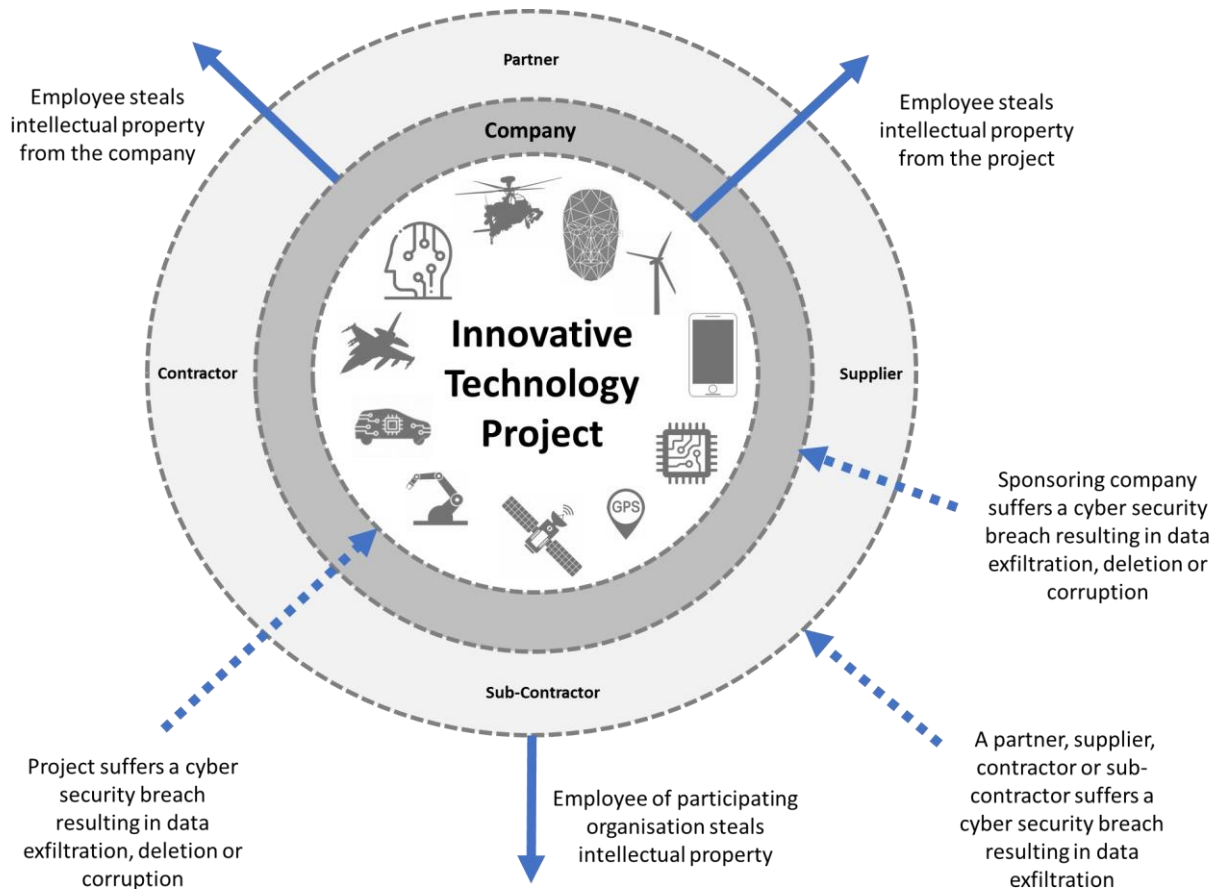 Partner
Employee steals
intellectual property
from the company
Employee steals
intellectual property
from the project
Company
Innovative
Technology
Project
Contractor
Supplier
GPS
Sponsoring company
suffers a cyber security
breach resulting in data
exfiltration, deletion or
corruption
Sub-Contractor
Project suffers a cyber
security breach
resulting in data
exfiltration, deletion or
corruption
Employee of participating
organisation steals
intellectual property
A partner, supplier,
contractor or sub-
contractor suffers a
cyber security breach
resulting in data
exfiltration